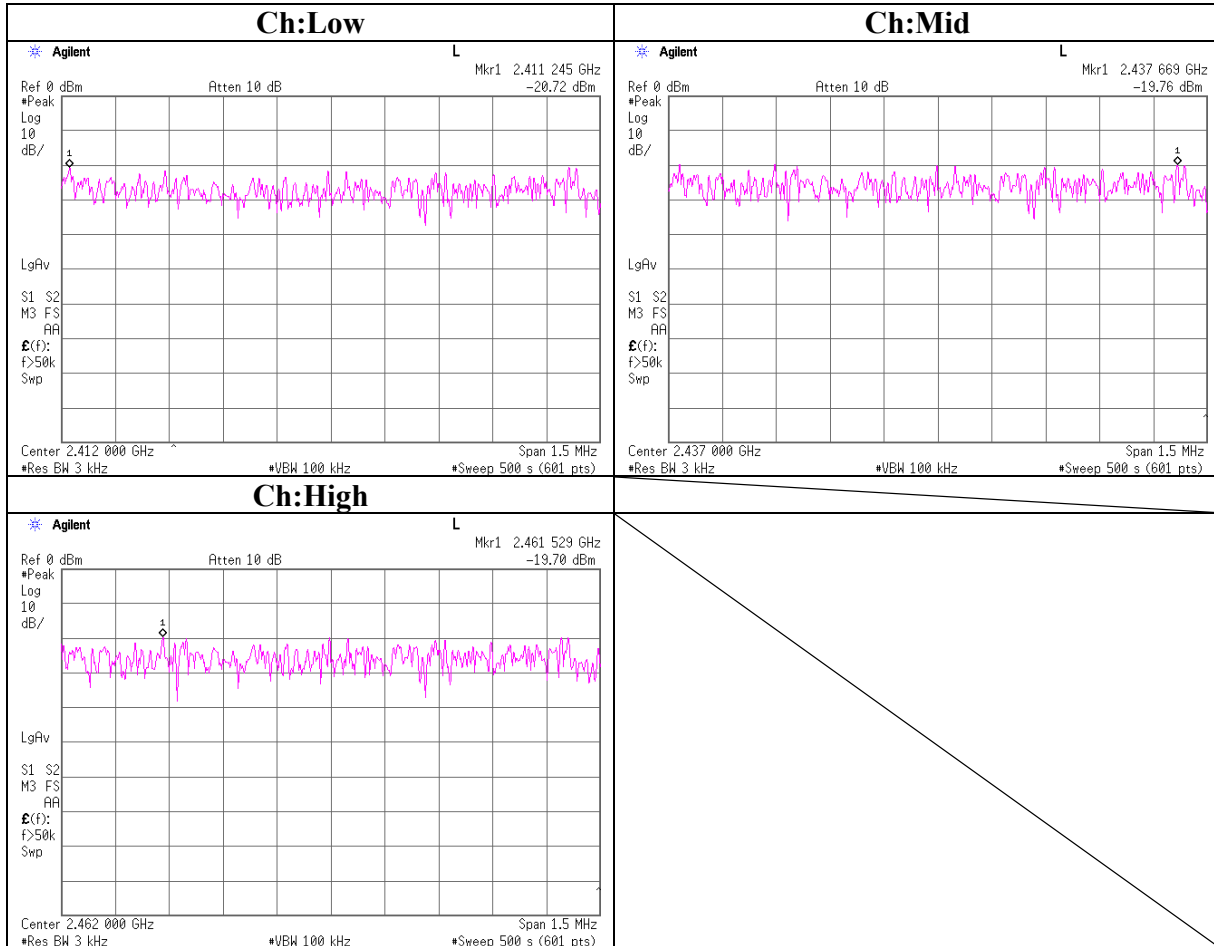 Ch:Low
Agilent
L
Mkr1 2.411 245 GHz
Ref 0 dBm Atten 10 dB -20.72 dBm
#Peak
Log
10
dB/
1
LgAv
S1 S2
M3 FS
AA
£(f):
f>50k
Swp
Center 2.412 000 GHz ^ Span 1.5 MHz
#Res BW 3 kHz #VBW 100 kHz #Sweep 500 s (601 pts)
Ch:Mid
Agilent
L
Mkr1 2.437 669 GHz
Ref 0 dBm Atten 10 dB -19.76 dBm
#Peak
Log
10
dB/
1
LgAv
S1 S2
M3 FS
AA
£(f):
f>50k
Swp
^
Center 2.437 000 GHz Span 1.5 MHz
#Res BW 3 kHz #VBW 100 kHz #Sweep 500 s (601 pts)
Ch:High
Agilent
L
Mkr1 2.461 529 GHz
Ref 0 dBm Atten 10 dB -19.70 dBm
#Peak
Log
10
dB/
1
LgAv
S1 S2
M3 FS
AA
£(f):
f>50k
Swp
^
Center 2.462 000 GHz Span 1.5 MHz
#Res BW 3 kHz #VBW 100 kHz #Sweep 500 s (601 pts)